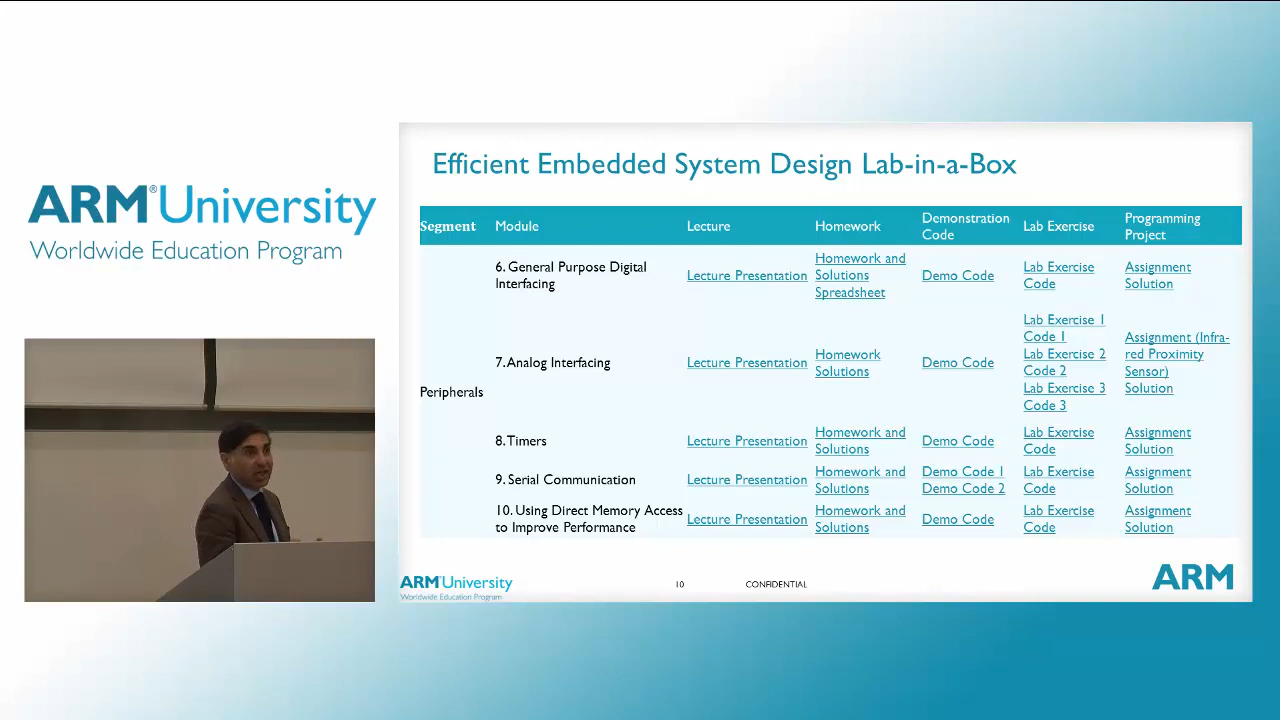 ARM®University
Worldwide Education Program
Efficient Embedded System Design Lab-in-a-Box
Segment Module Lecture Homework Demonstration Code Lab Exercise Programming Project
Peripherals
6. General Purpose Digital Interfacing
Lecture Presentation
Homework and Solutions Spreadsheet
Demo Code
Lab Exercise
Code
Assignment
Solution
7. Analog Interfacing
Lecture Presentation
Homework
Solutions
Demo Code
Lab Exercise 1
Code 1
Lab Exercise 2
Code 2
Lab Exercise 3
Code 3
Assignment (Infra-
red Proximity
Sensor)
Solution
8. Timers
Lecture Presentation
Homework and
Solutions
Demo Code
Lab Exercise
Code
Assignment
Solution
9. Serial Communication
Lecture Presentation
Homework and
Solutions
Demo Code 1
Demo Code 2
Lab Exercise
Code
Assignment
Solution
10. Using Direct Memory Access
to Improve Performance
Lecture Presentation
Homework and
Solutions
Demo Code
Lab Exercise
Code
Assignment
Solution
ARM®University
Worldwide Education Program
10
CONFIDENTIAL
ARM